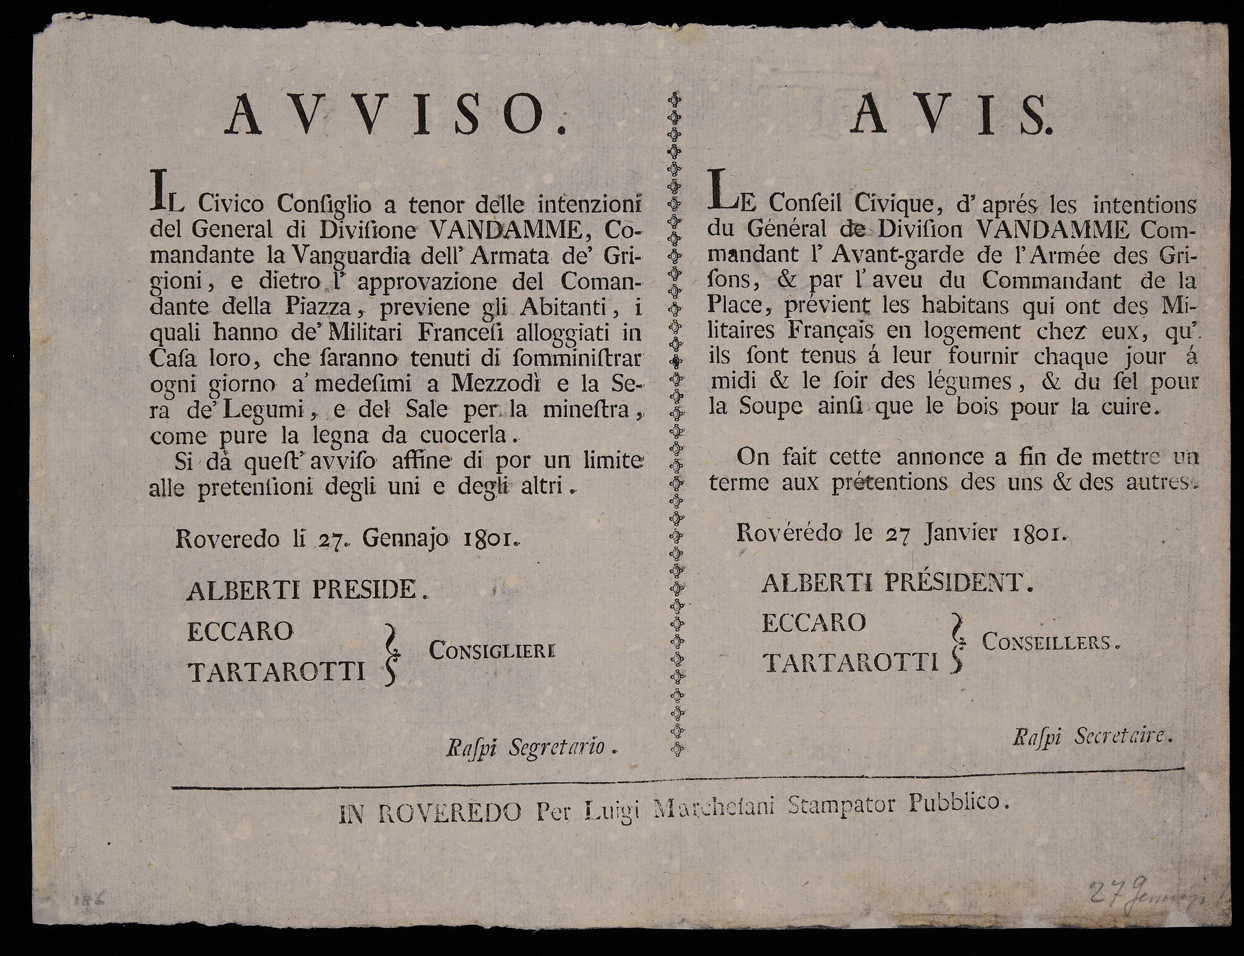 AVVISO.
IL Civico Conſiglio a tenor delle intenzioni
del General di Diviſione VANDAMME, Co-
mandante la Vanguardia dell' Armata de' Gri-
gioni, e dietro l' approvazione del Coman-
dante della Piazza, previene gli Abitanti, i
quali hanno de' Militari Franceſi alloggiati in
Caſa loro, che ſaranno tenuti di ſomminiſtrar
ogni giorno a' medeſimi a Mezzodì e la Se-
ra de' Legumi, e del Sale per la mineſtra,
come pure la legna da cuocerla.
Si dà queſt' avviſo affine di por un limite
alle pretenſioni degli uni e degli altri.
Roveredo li 27. Gennajo 1801.
ALBERTI PRESIDE.
ECCARO
TARTAROTTI
CONSIGLIERI
Raſpi Segretario.
AVIS.
LE Conſeil Civique, d' aprés les intentions
du Général de Diviſion VANDAMME Com-
mandant l' Avant-garde de l' Armée des Gri-
ſons, & par l' aveu du Commandant de la
Place, prévient les habitans qui ont des Mi-
litaires Français en logement chez eux, qu'
ils ſont tenus á leur fournir chaque jour á
midi & le ſoir des légumes, & du ſel pour
la Soupe ainſi que le bois pour la cuire.
On fait cette annonce a fin de mettre un
terme aux prétentions des uns & des autres.
Rovérédo le 27 Janvier 1801.
ALBERTI PRÉSIDENT.
ECCARO
TARTAROTTI
CONSEILLERS.
Raſpi Secretaire.
IN ROVEREDO Per Luigi Marcheſani Stampator Pubblico.
186
27 Gennajo